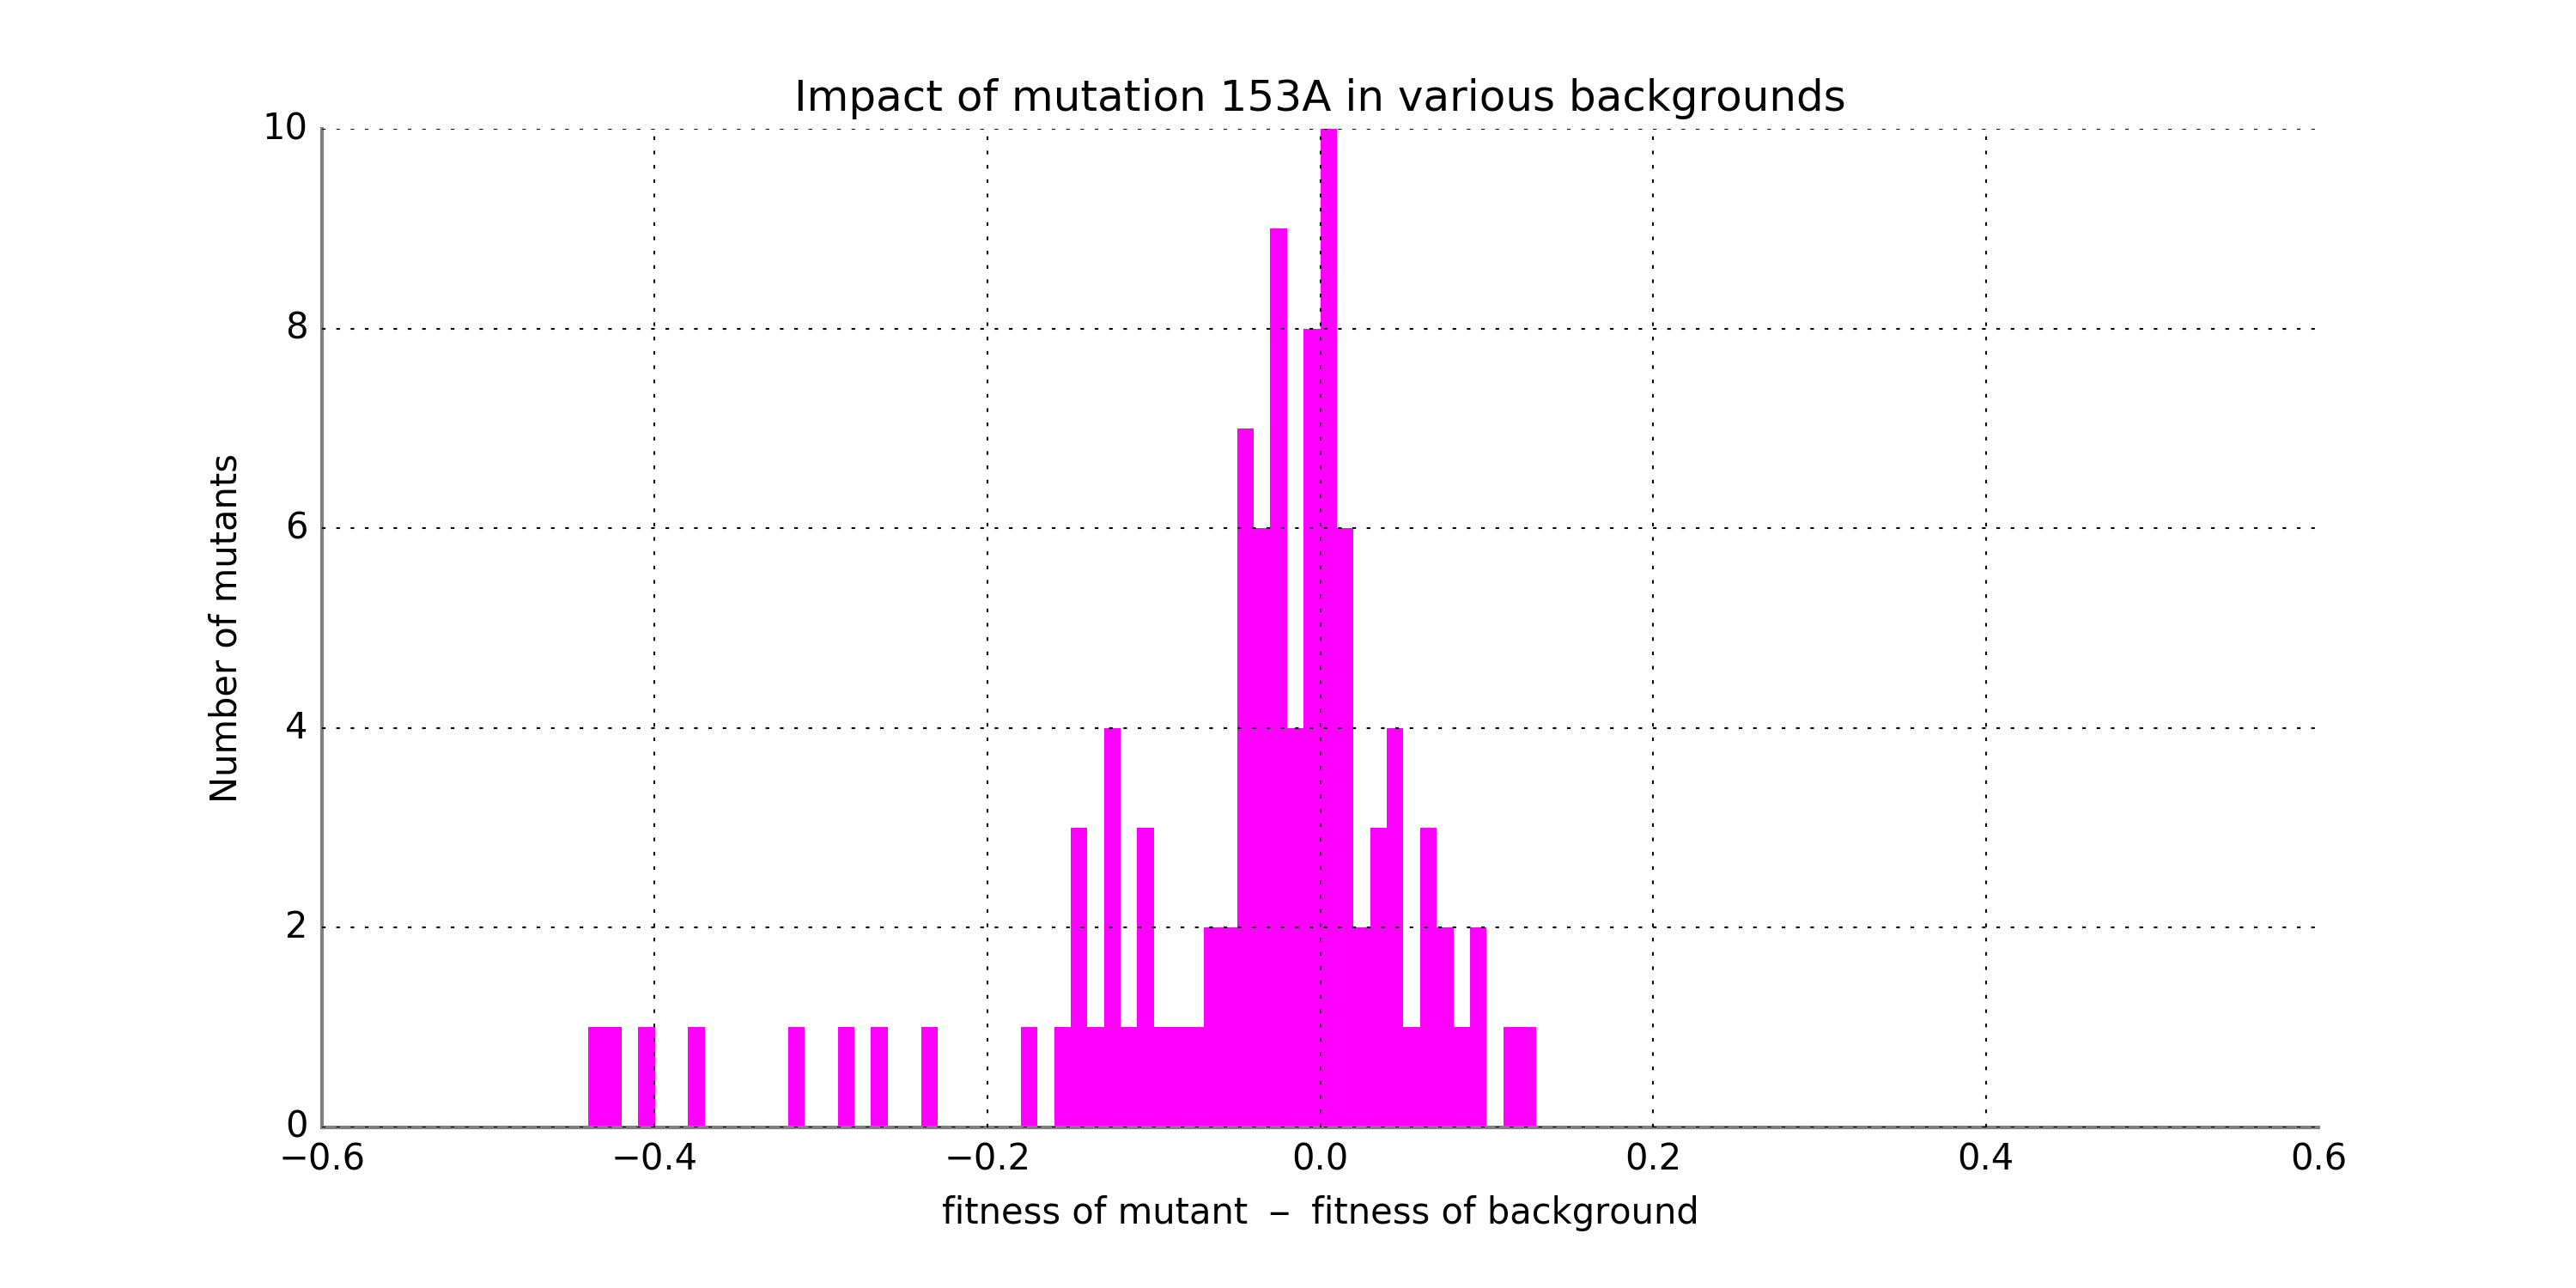 Impact of mutation 153A in various backgrounds
10
8
6
4
2
0
Number of mutants
−0.6 −0.4 −0.2 0.0 0.2 0.4 0.6
fitness of mutant − fitness of background